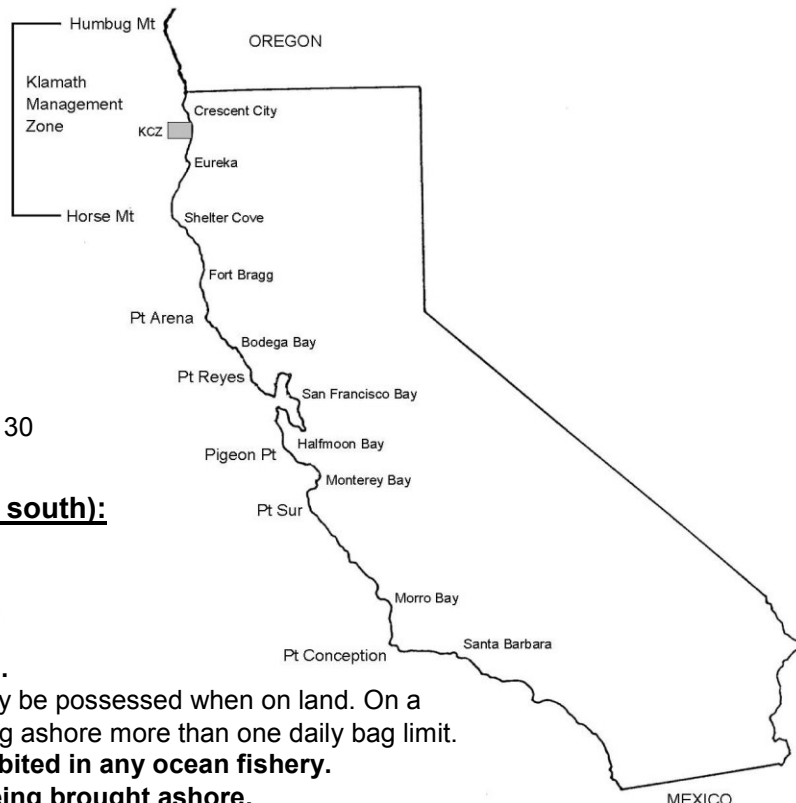 Humbug Mt
OREGON
Klamath
Management
Zone
Crescent City
KCZ
Eureka
Horse Mt
Shelter Cove
Fort Bragg
Pt Arena
Bodega Bay
Pt Reyes
San Francisco Bay
30
Halfmoon Bay
Pigeon Pt
Monterey Bay
south):
Pt Sur
Morro Bay
Santa Barbara
Pt Conception
.
y be possessed when on land. On a
g ashore more than one daily bag limit.
bited in any ocean fishery.
eing brought ashore.
MEXICO